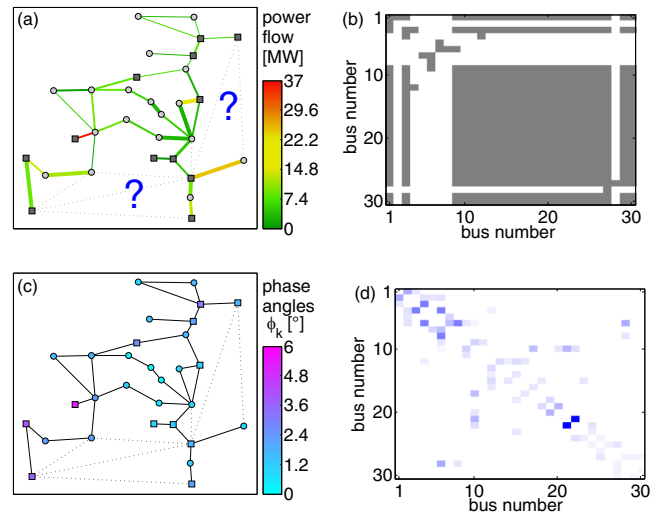 (a)
power
flow
[MW]
37
29.6
22.2
14.8
7.4
0
?
?
(b)
bus number
1
10
20
30
1
10
20
30
bus number
(c)
phase
angles
ϕk [°]
6
4.8
3.6
2.4
1.2
0
(d)
bus number
1
10
20
30
1
10
20
30
bus number